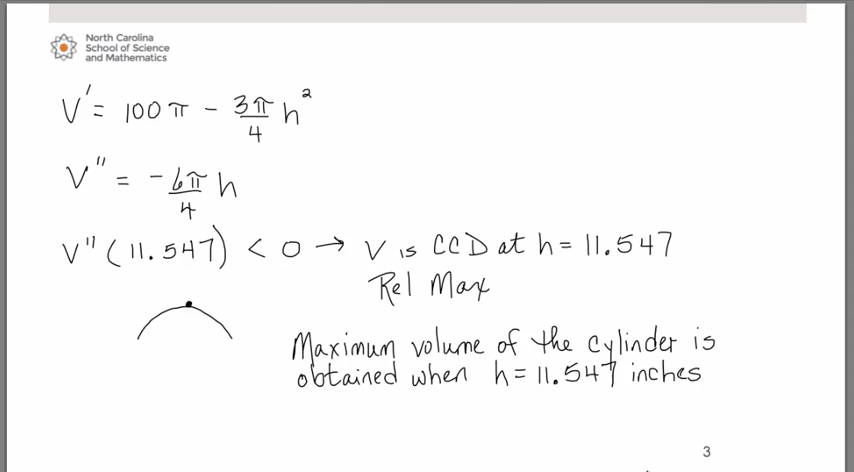 North Carolina
School of Science
and Mathematics
V' = 100π - 3π/4 h²
V'' = -6π/4 h
V''(11.547) < 0 → V is CCD at h = 11.547
Rel Max
Maximum volume of the cylinder is
obtained when h = 11.547 inches
3